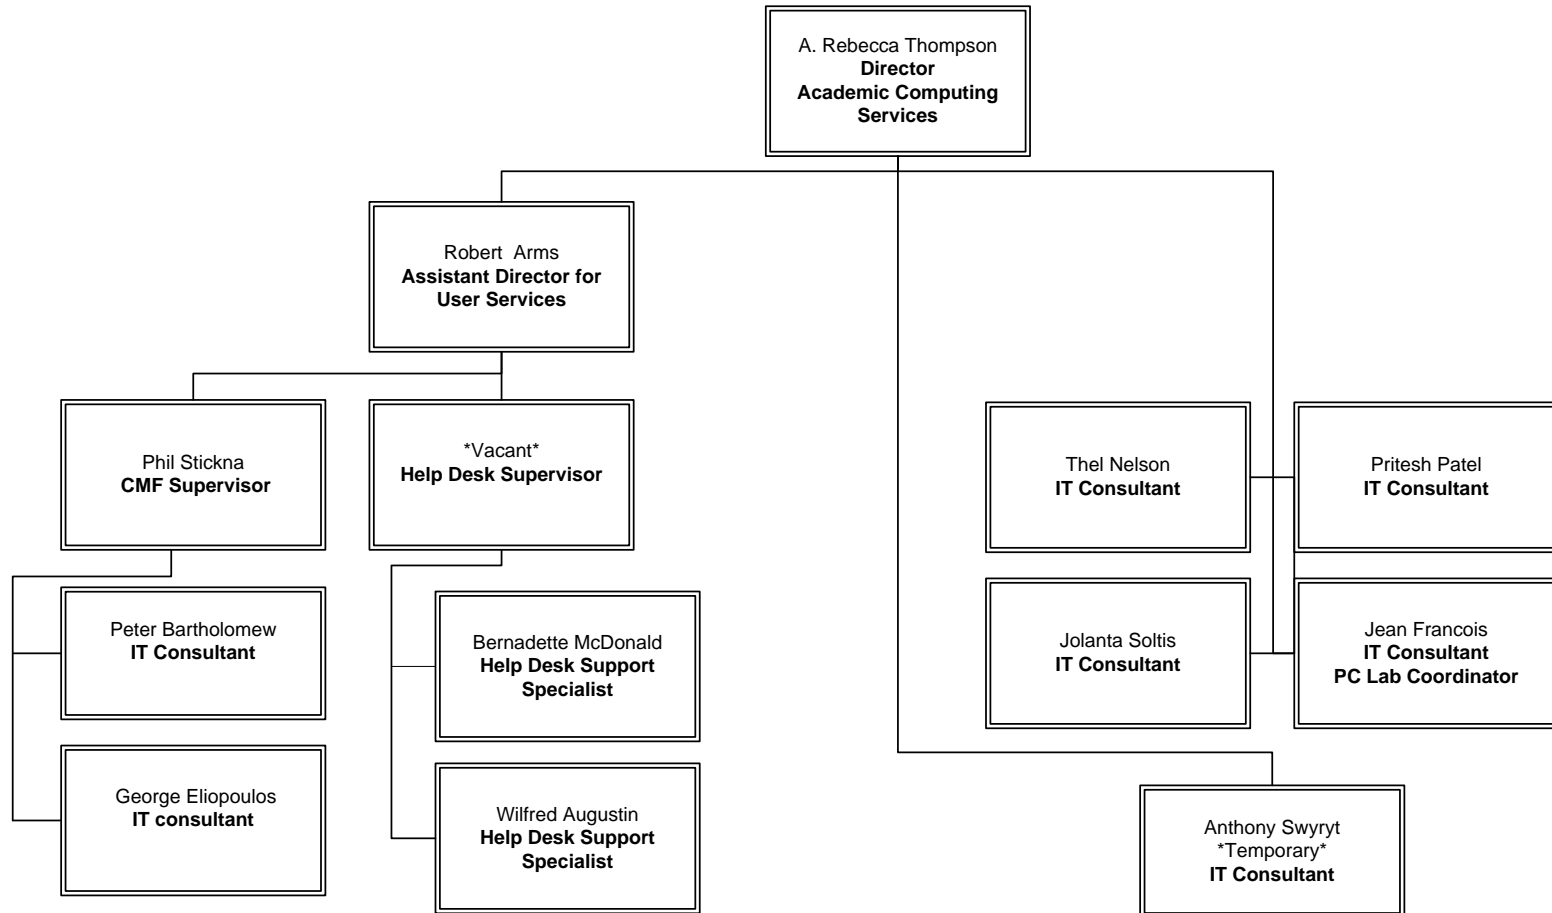 A. Rebecca Thompson
Director
Academic Computing
Services
Robert  Arms
Assistant Director for
User Services
Phil Stickna
CMF Supervisor
*Vacant*
Help Desk Supervisor
Thel Nelson
IT Consultant
Pritesh Patel
IT Consultant
Peter Bartholomew
IT Consultant
Bernadette McDonald
Help Desk Support
Specialist
Jolanta Soltis
IT Consultant
Jean Francois
IT Consultant
PC Lab Coordinator
George Eliopoulos
IT consultant
Wilfred Augustin
Help Desk Support
Specialist
Anthony Swyryt
*Temporary*
IT Consultant